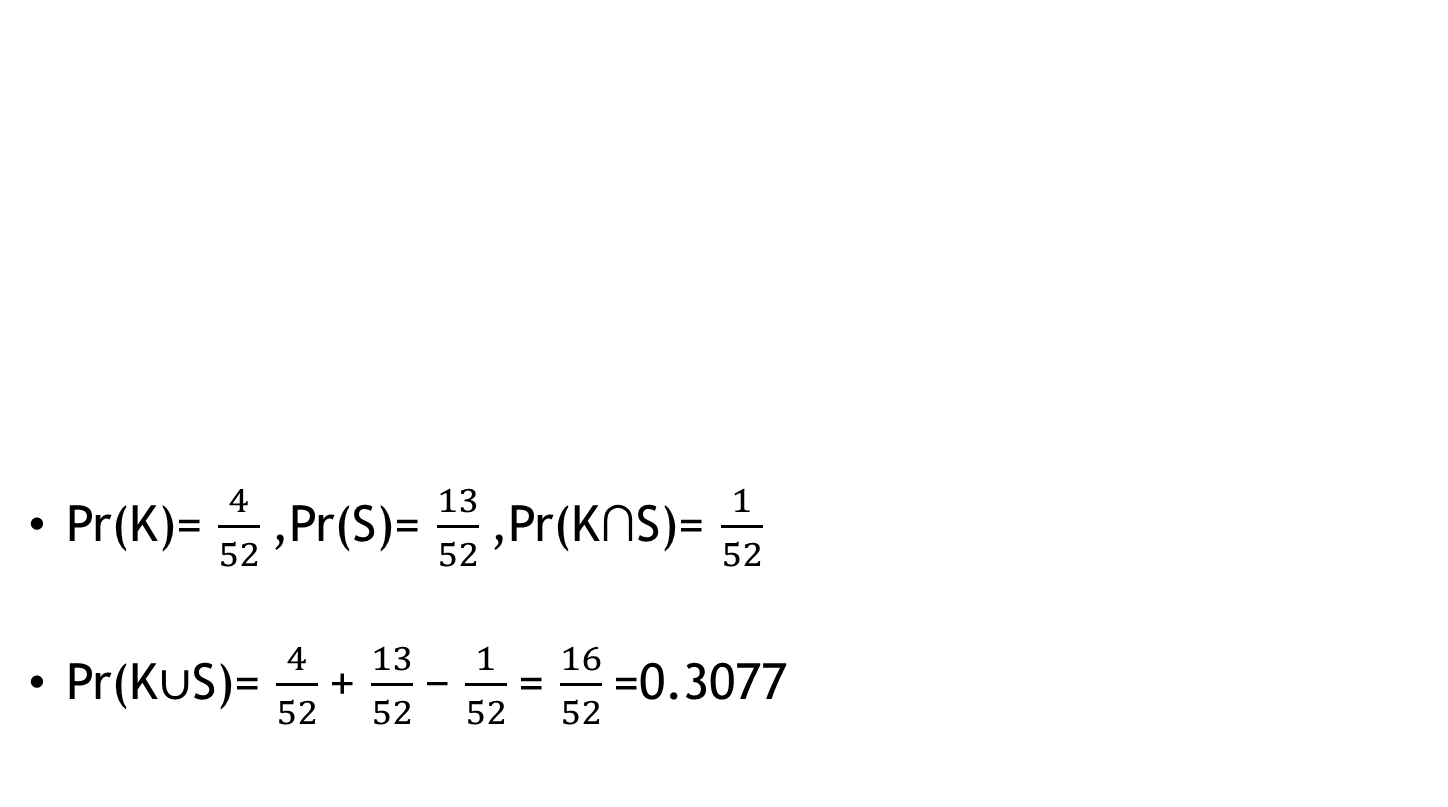 • Pr(K)= 4/52 ,Pr(S)= 13/52 ,Pr(K∩S)= 1/52
• Pr(K∪S)= 4/52 + 13/52 − 1/52 = 16/52 =0.3077